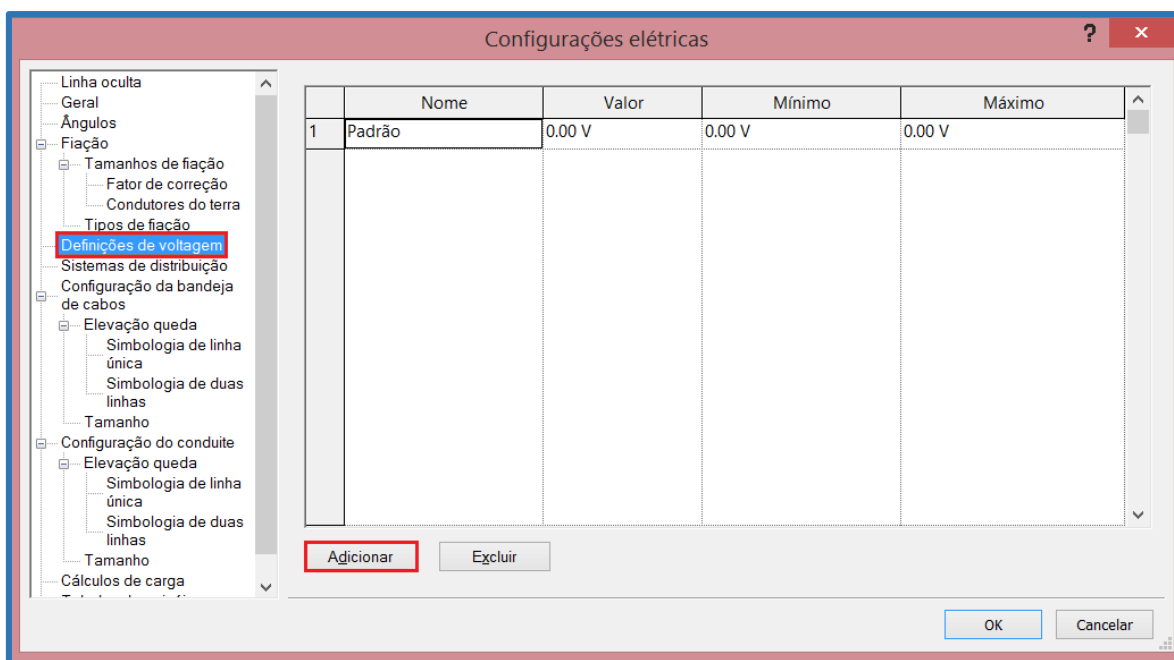 Configurações elétricas
?
Linha oculta
Geral
Ângulos
Fiação
Tamanhos de fiação
Fator de correção
Condutores do terra
Tipos de fiação
Definições de voltagem
Sistemas de distribuição
Configuração da bandeja
de cabos
Elevação queda
Simbologia de linha
única
Simbologia de duas
linhas
Tamanho
Configuração do conduite
Elevação queda
Simbologia de linha
única
Simbologia de duas
linhas
Tamanho
Cálculos de carga
Nome Valor Mínimo Máximo
1 Padrão 0.00 V 0.00 V 0.00 V
Adicionar Excluir
OK Cancelar